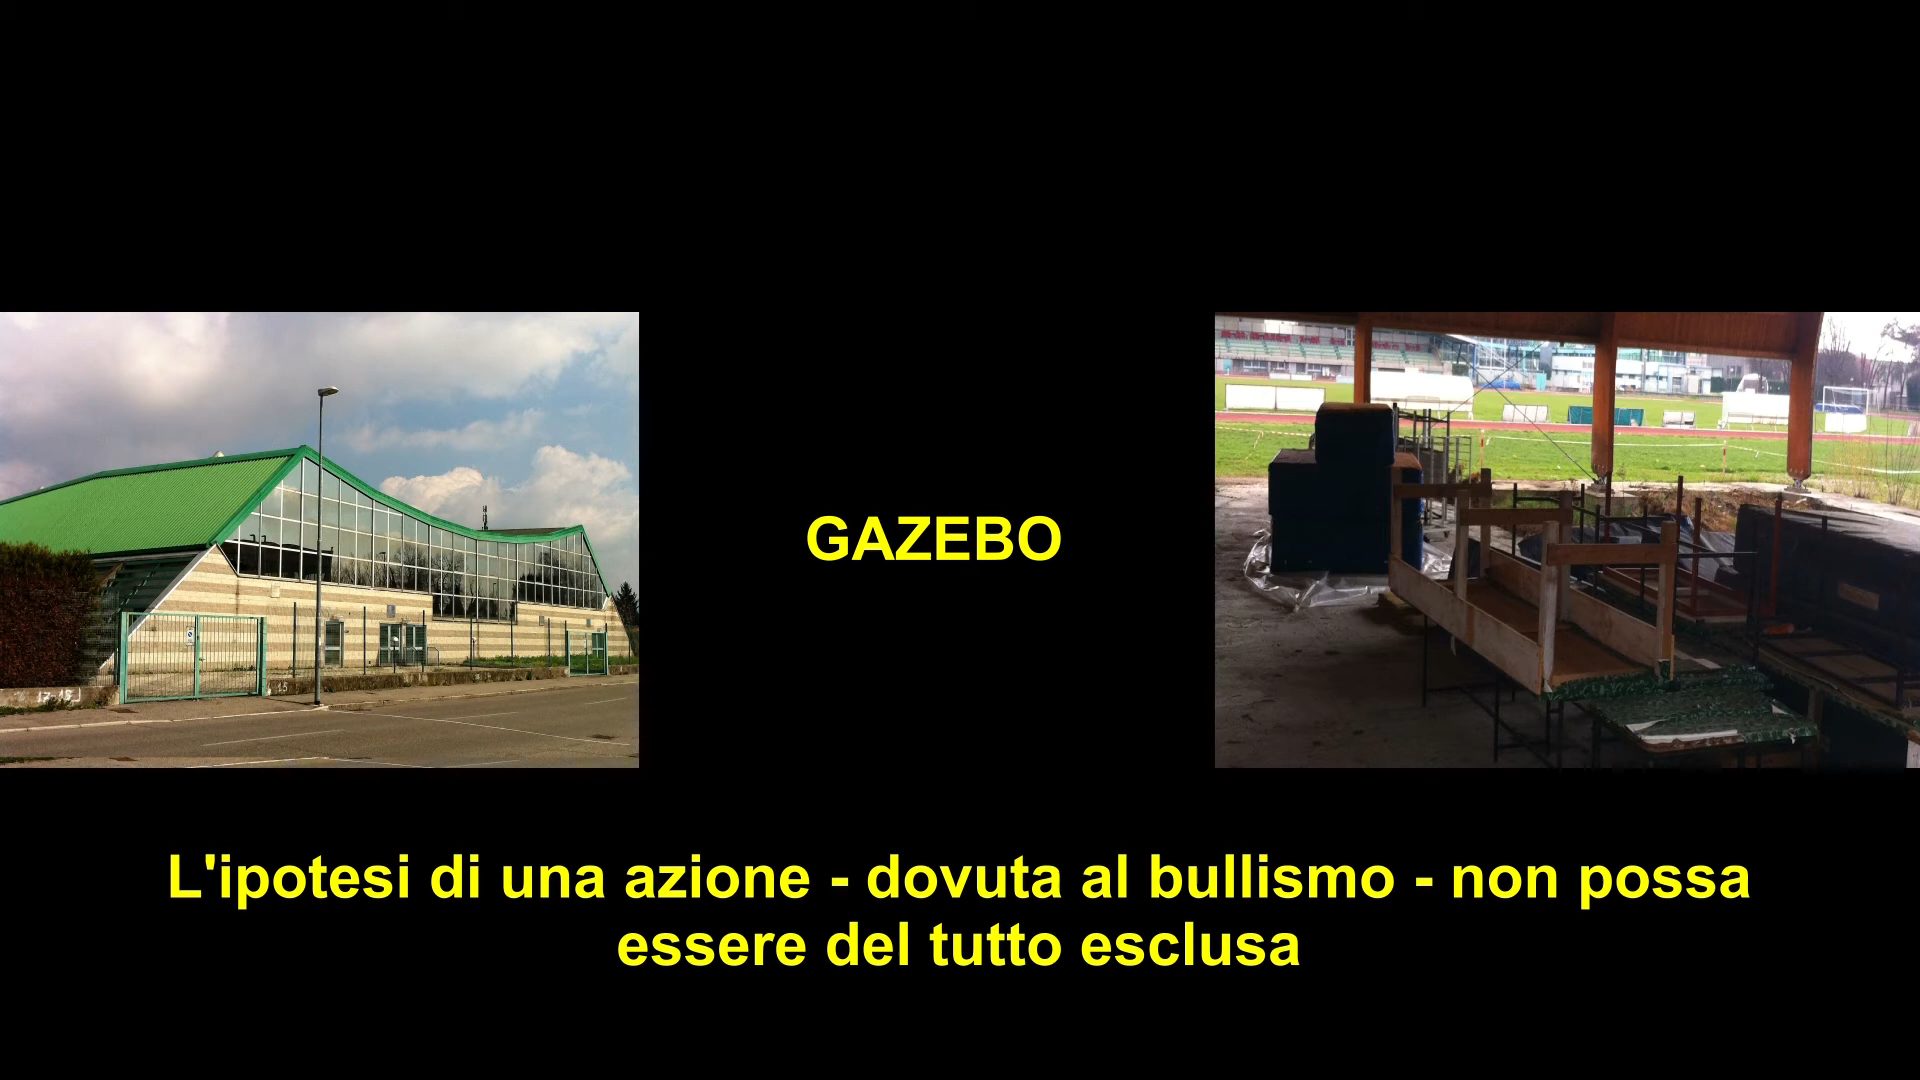 GAZEBO
L'ipotesi di una azione - dovuta al bullismo - non possa
essere del tutto esclusa